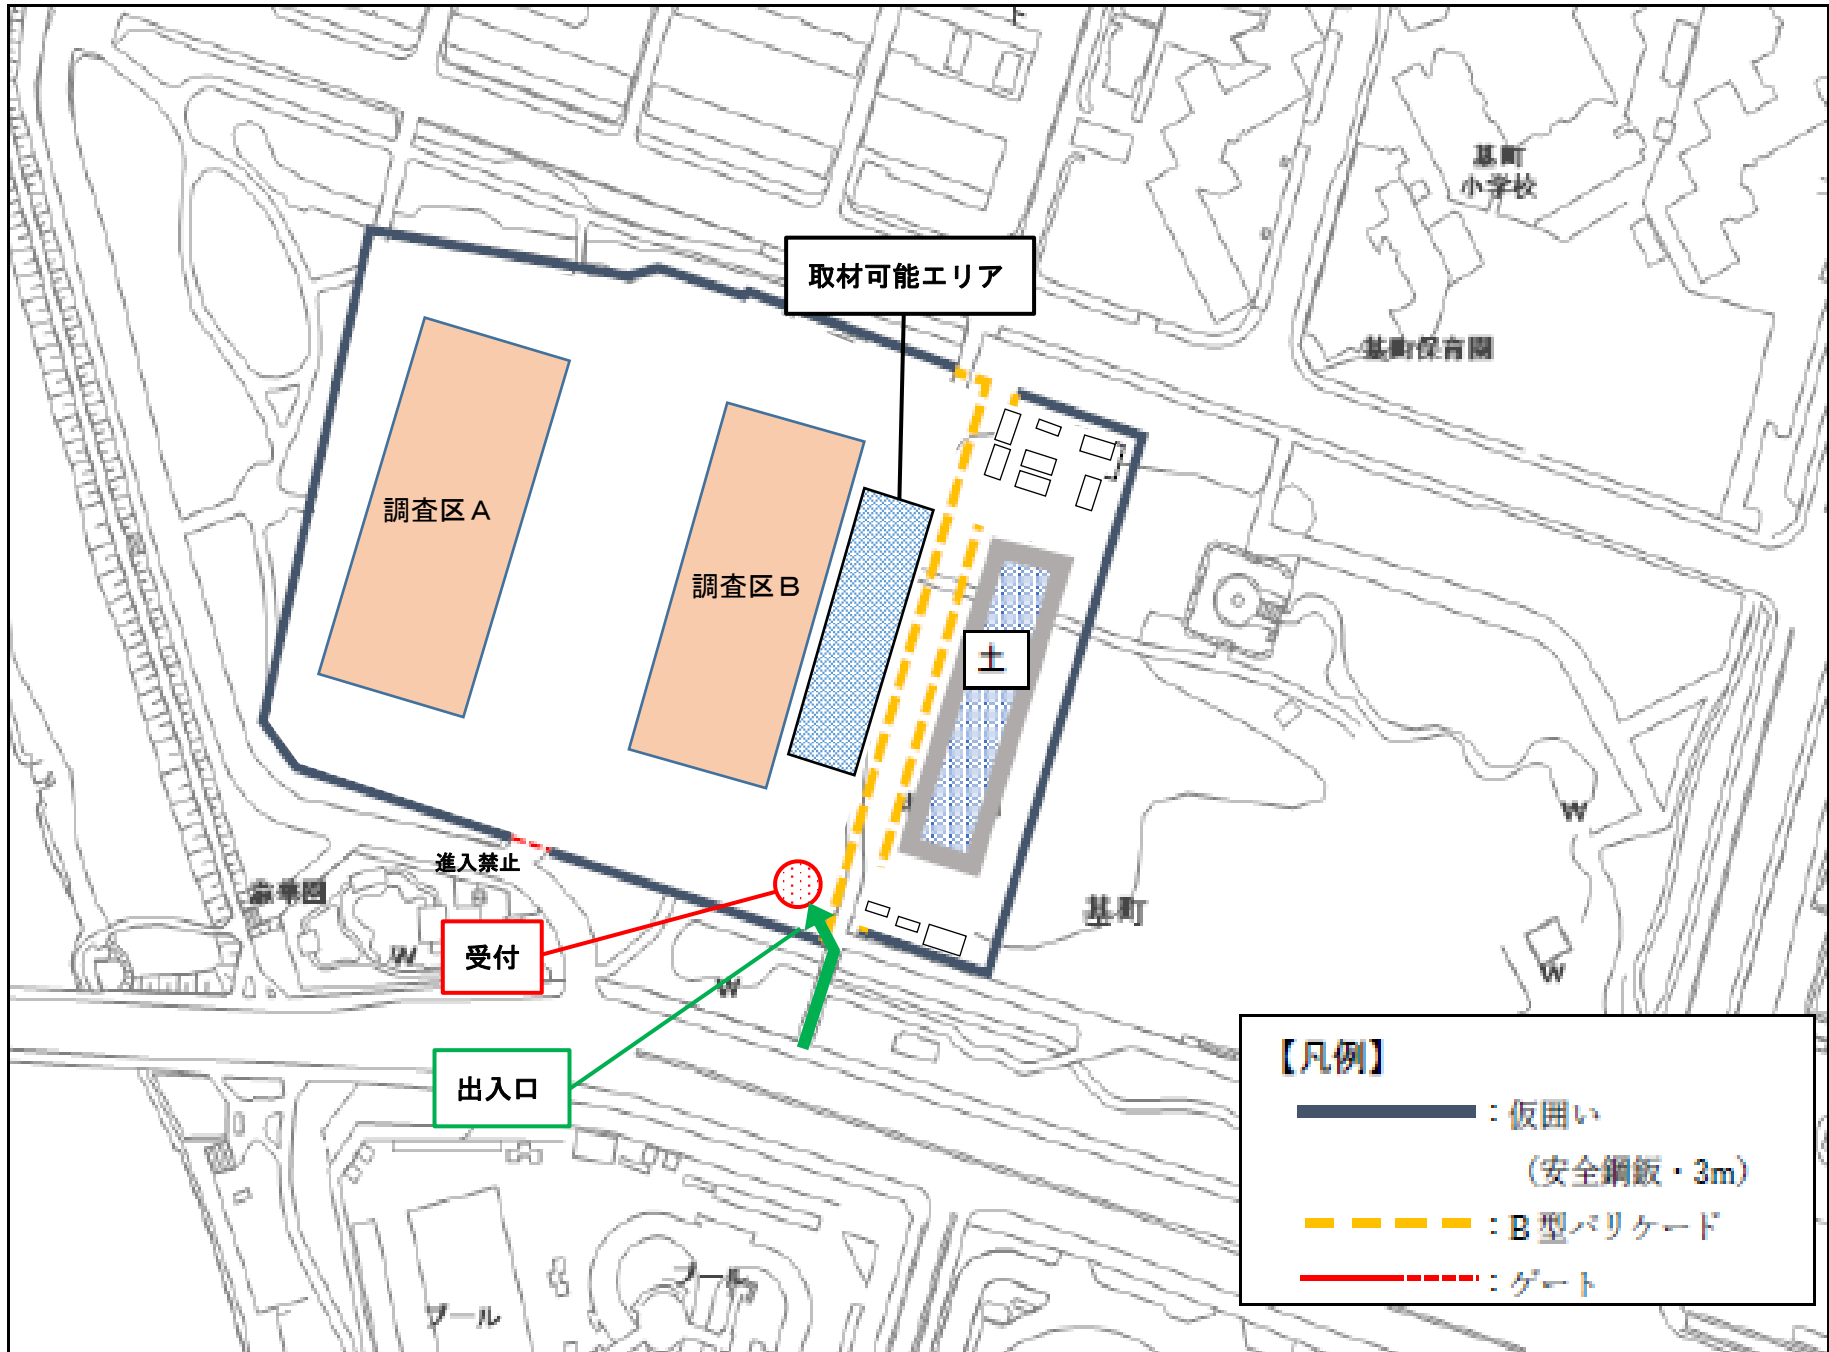 基町
小学校
取材可能エリア
基町保育園
調査区A
調査区B
土
W
進入禁止
基町
受付
W
W
W
出入口
【凡例】
：仮囲い
（安全鋼鈑・3m）
：B型バリケード
：ゲート
プール
プール